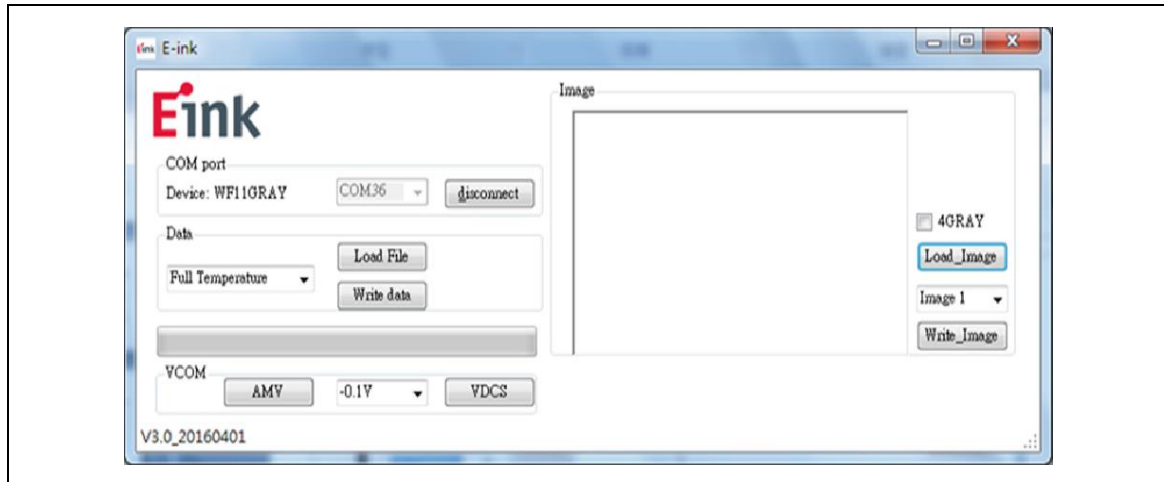 E-ink
Eink
COM port
Device: WF11GRAY
COM36
disconnect
Data
Full Temperature
Load File
Write data
VCOM
AMV
-0.1V
VDCS
V3.0_20160401
Image
4GRAY
Load_Image
Image 1
Write_Image